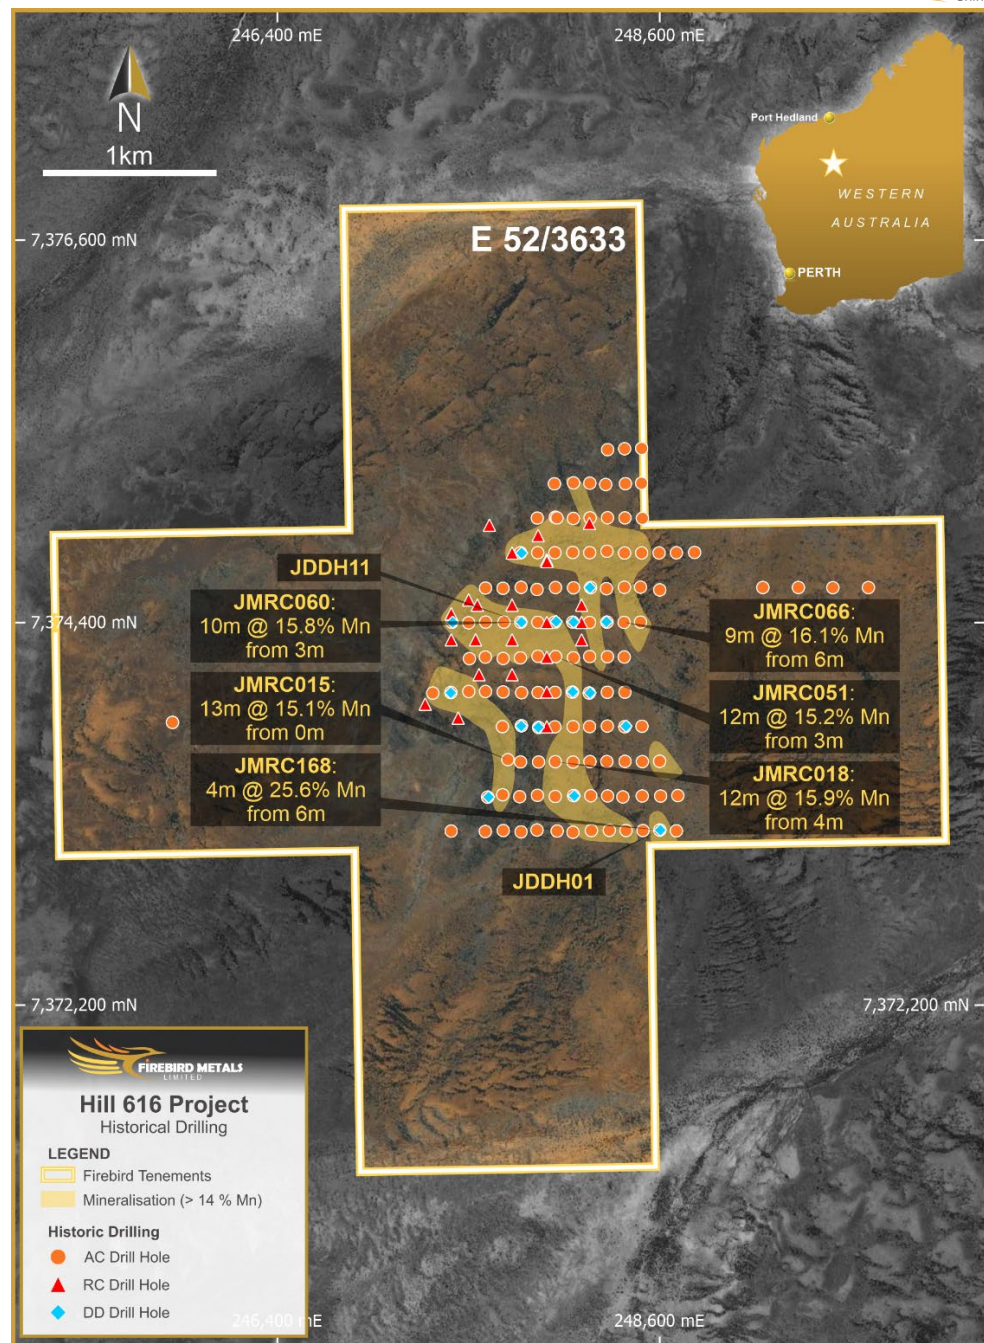 246,400 mE
248,600 mE
N
1km
Port Hedland
WESTERN
AUSTRALIA
PERTH
7,376,600 mN
E 52/3633
JDDH11
JMRC060:
10m @ 15.8% Mn
from 3m
7,374,400 mN
JMRC066:
9m @ 16.1% Mn
from 6m
JMRC015:
13m @ 15.1% Mn
from 0m
JMRC051:
12m @ 15.2% Mn
from 3m
JMRC168:
4m @ 25.6% Mn
from 6m
JMRC018:
12m @ 15.9% Mn
from 4m
JDDH01
7,372,200 mN
7,372,200 mN
FIREBIRD METALS
LIMITED
Hill 616 Project
Historical Drilling
LEGEND
Firebird Tenements
Mineralisation (> 14 % Mn)
Historic Drilling
AC Drill Hole
RC Drill Hole
DD Drill Hole
246,400 mE
248,600 mE